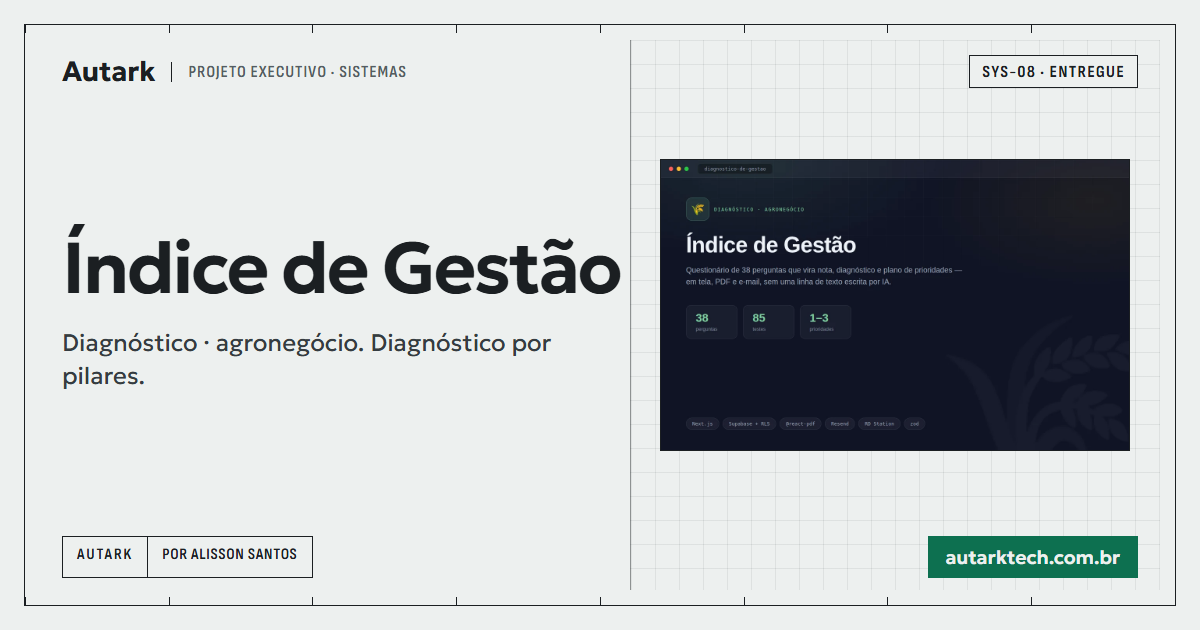 Autark
PROJETO EXECUTIVO · SISTEMAS
SYS-08 · ENTREGUE
Índice de Gestão
Diagnóstico · agronegócio. Diagnóstico por
pilares.
diagnostico-de-gestao
DIAGNÓSTICO · AGRONEGÓCIO
Índice de Gestão
Questionário de 38 perguntas que vira nota, diagnóstico e plano de prioridades —
em tela, PDF e e-mail, sem uma linha de texto escrita por IA.
38
perguntas
85
testes
1–3
prioridades
Next.js
Supabase + RLS
@react-pdf
Resend
RD Station
zod
AUTARK
POR ALISSON SANTOS
autarktech.com.br